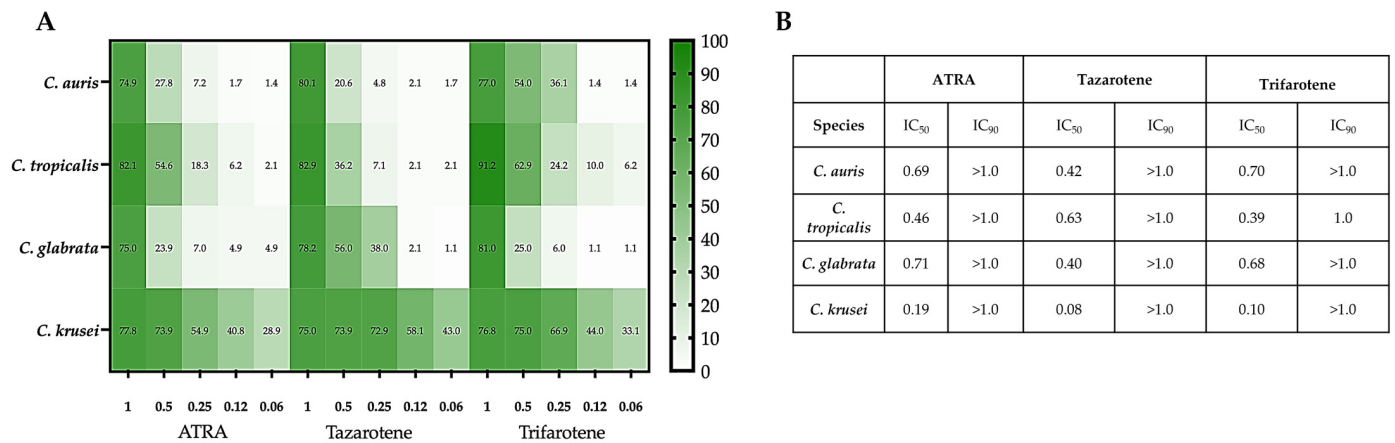 A
C. auris 74.9 27.8 7.2 1.7 1.4 80.1 20.6 4.8 2.1 1.7 77.0 54.0 36.1 1.4 1.4
C. tropicalis 82.1 54.6 18.3 6.2 2.1 82.9 36.2 7.1 2.1 2.1 91.2 62.9 24.2 10.0 6.2
C. glabrata 75.0 23.9 7.0 4.9 4.9 78.2 56.0 38.0 2.1 1.1 81.0 25.0 6.0 1.1 1.1
C. krusei 77.8 73.9 54.9 40.8 28.9 75.0 73.9 72.9 58.1 43.0 76.8 75.0 66.9 44.0 33.1
1 0.5 0.25 0.12 0.06 1 0.5 0.25 0.12 0.06 1 0.5 0.25 0.12 0.06
ATRA Tazarotene Trifarotene
100
90
80
70
60
50
40
30
20
10
0
B
ATRA Tazarotene Trifarotene
Species IC50 IC90 IC50 IC90 IC50 IC90
C. auris 0.69 >1.0 0.42 >1.0 0.70 >1.0
C.
tropicalis 0.46 >1.0 0.63 >1.0 0.39 1.0
C. glabrata 0.71 >1.0 0.40 >1.0 0.68 >1.0
C. krusei 0.19 >1.0 0.08 >1.0 0.10 >1.0